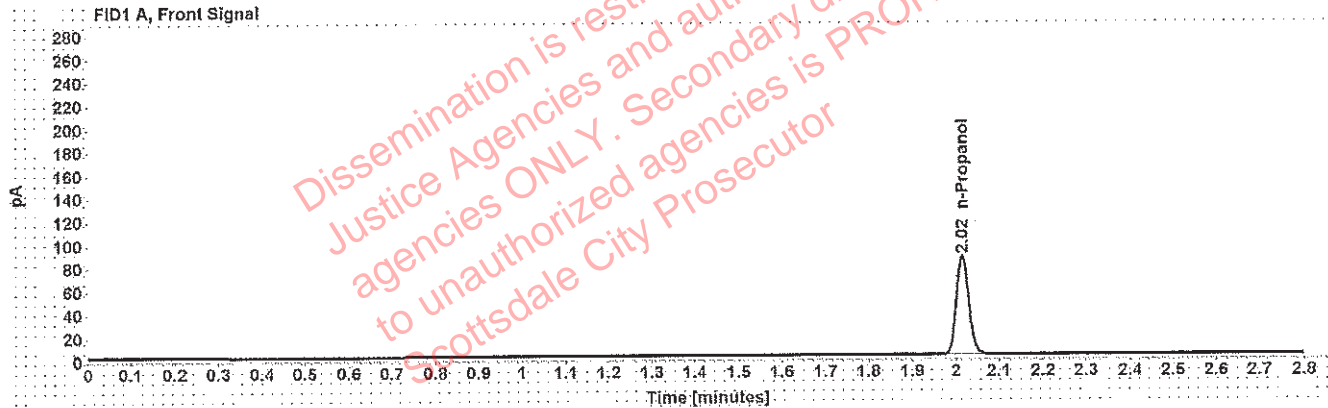 FID1 A, Front Signal
280
260
240
220
200
180
160
140
120
100
80
60
40
20
0
pA
2.02 n-Propanol
0 0.1 0.2 0.3 0.4 0.5 0.6 0.7 0.8 0.9 1 1.1 1.2 1.3 1.4 1.5 1.6 1.7 1.8 1.9 2 2.1 2.2 2.3 2.4 2.5 2.6 2.7 2.8
Time [minutes]
Dissemination is
Justice Agencies and
agencies ONLY. Secondary
to unauthorized agencies is
Scottsdale City Prosecutor